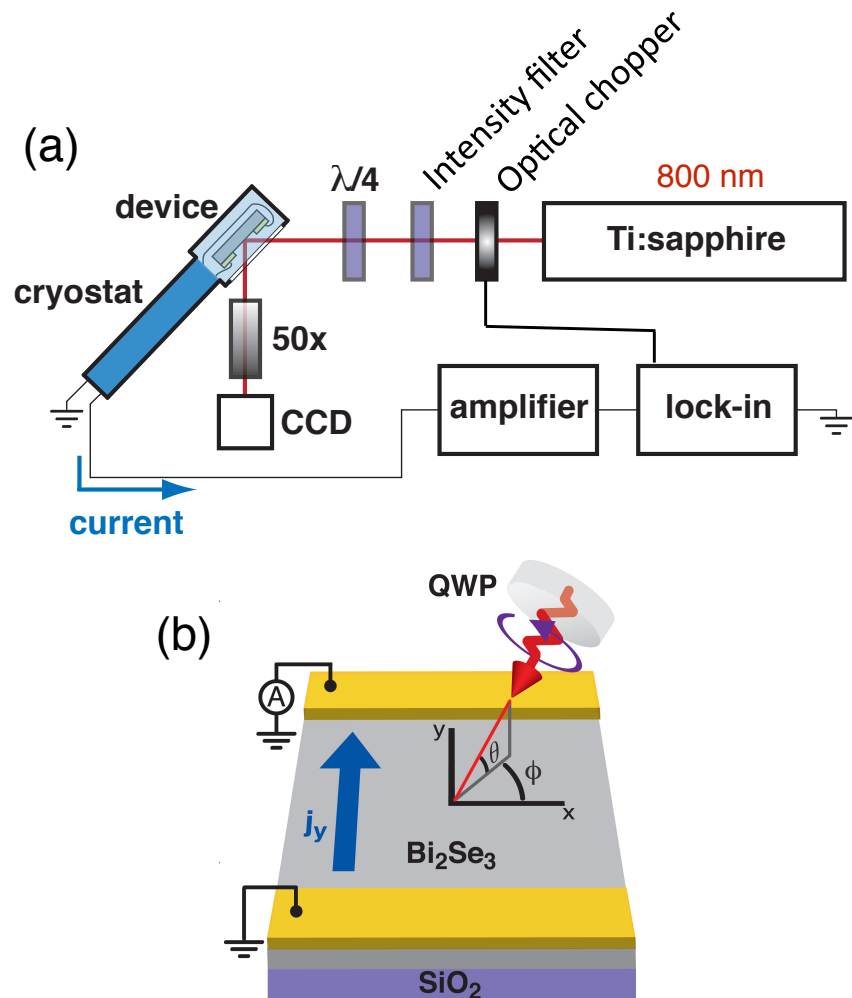 (a)
Intensity filter
Optical chopper
λ/4
800 nm
device
Ti:sapphire
cryostat
50x
amplifier
lock-in
CCD
current
QWP
(b)
A
y
θ
ϕ
x
jy
Bi2Se3
SiO2